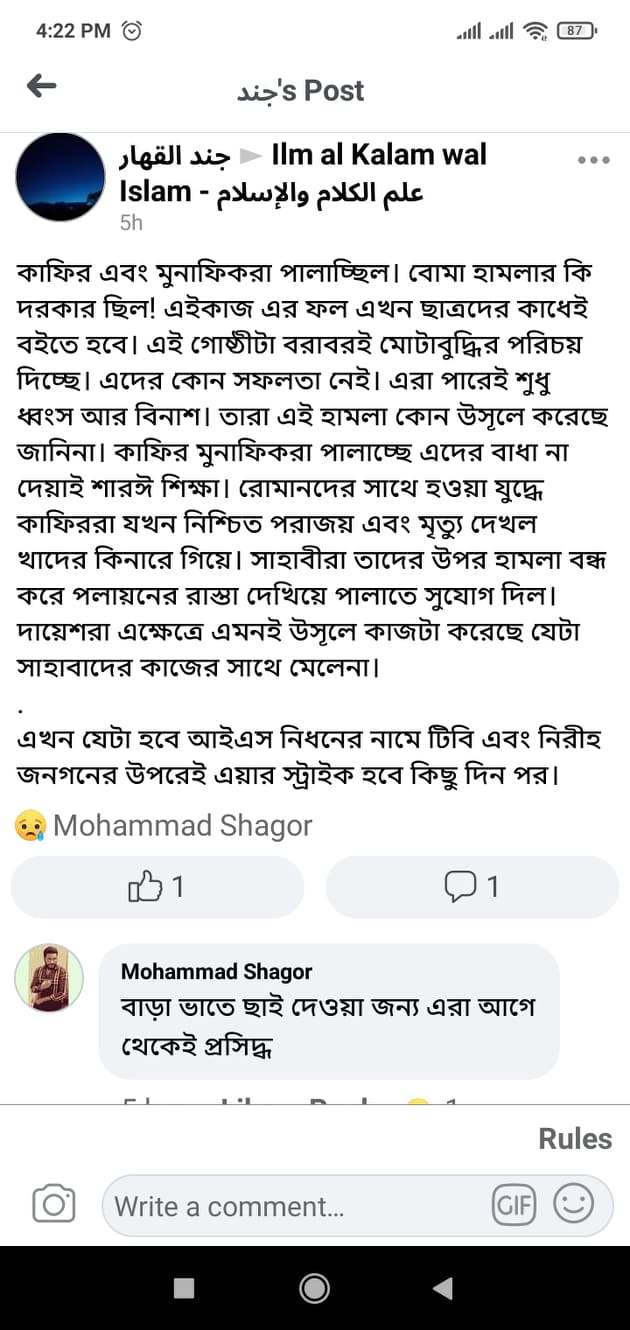 4:22 PM
87
جند's Post
جند القهار ► Ilm al Kalam wal
Islam - علم الكلام والإسلام
5h
কাফির এবং মুনাফিকরা পালাচ্ছিল। বোমা হামলার কি
দরকার ছিল! এইকাজ এর ফল এখন ছাত্রদের কাধেই
বইতে হবে। এই গোষ্ঠীটা বরাবরই মোটাবুদ্ধির পরিচয়
দিচ্ছে। এদের কোন সফলতা নেই। এরা পারেই শুধু
ধ্বংস আর বিনাশ। তারা এই হামলা কোন উসূলে করেছে
জানিনা। কাফির মুনাফিকরা পালাচ্ছে এদের বাধা না
দেয়াই শারঈ শিক্ষা। রোমানদের সাথে হওয়া যুদ্ধে
কাফিররা যখন নিশ্চিত পরাজয় এবং মৃত্যু দেখল
খাদের কিনারে গিয়ে। সাহাবীরা তাদের উপর হামলা বন্ধ
করে পলায়নের রাস্তা দেখিয়ে পালাতে সুযোগ দিল।
দায়েশরা এক্ষেত্রে এমনই উসূলে কাজটা করেছে যেটা
সাহাবাদের কাজের সাথে মেলেনা।
.
এখন যেটা হবে আইএস নিধনের নামে টিবি এবং নিরীহ
জনগনের উপরেই এয়ার স্ট্রাইক হবে কিছু দিন পর।
Mohammad Shagor
1
1
Mohammad Shagor
বাড়া ভাতে ছাই দেওয়া জন্য এরা আগে
থেকেই প্রসিদ্ধ
Rules
Write a comment...
GIF